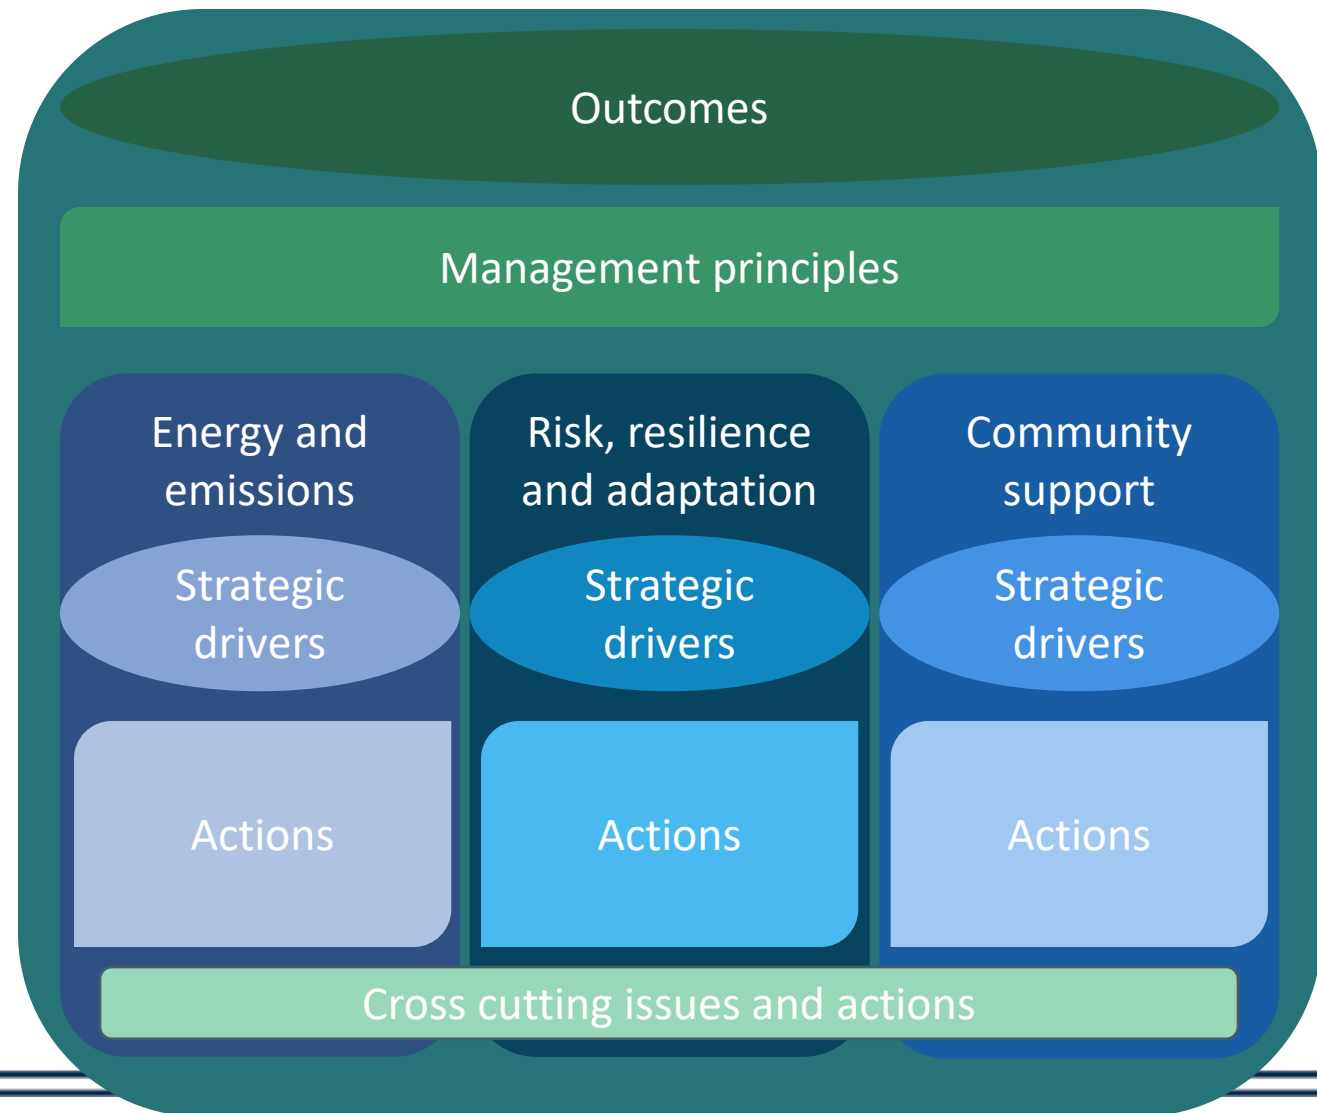 Outcomes
Management principles
Energy and
emissions
Strategic
drivers
Actions
Risk, resilience
and adaptation
Strategic
drivers
Actions
Community
support
Strategic
drivers
Actions
Cross cutting issues and actions